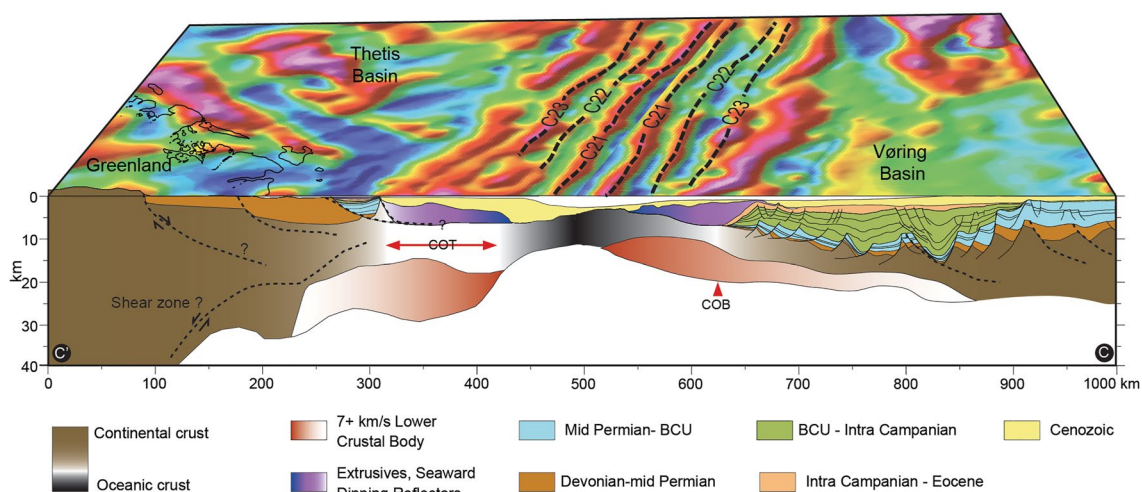 Thetis
Basin
Greenland
C23
C22
C21
C21
C22
C23
Vøring
Basin
0
10
20
30
40
km
?
?
COT
Shear zone ?
COB
C'
C
0
100
200
300
400
500
600
700
800
900
1000 km
Continental crust
Oceanic crust
7+ km/s Lower
Crustal Body
Extrusives, Seaward
Dipping Reflectors
Mid Permian- BCU
Devonian-mid Permian
BCU - Intra Campanian
Intra Campanian - Eocene
Cenozoic